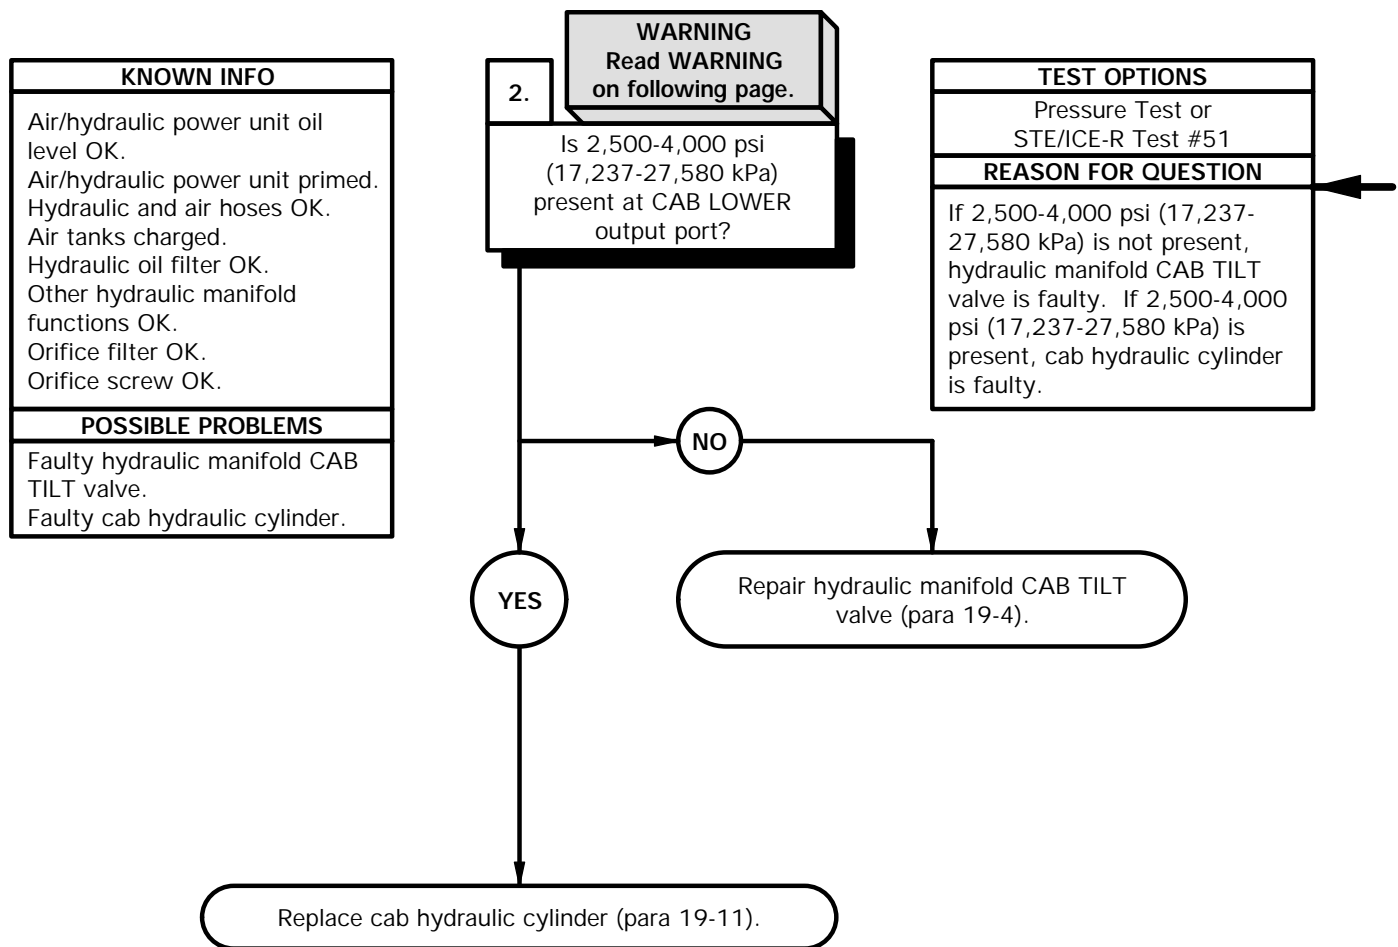 KNOWN INFO
Air/hydraulic power unit oil
level OK.
Air/hydraulic power unit primed.
Hydraulic and air hoses OK.
Air tanks charged.
Hydraulic oil filter OK.
Other hydraulic manifold
functions OK.
Orifice filter OK.
Orifice screw OK.
POSSIBLE PROBLEMS
Faulty hydraulic manifold CAB
TILT valve.
Faulty cab hydraulic cylinder.
WARNING
Read WARNING
on following page.
2.
Is 2,500-4,000 psi
(17,237-27,580 kPa)
present at CAB LOWER
output port?
TEST OPTIONS
Pressure Test or
STE/ICE-R Test #51
REASON FOR QUESTION
If 2,500-4,000 psi (17,237-
27,580 kPa) is not present,
hydraulic manifold CAB TILT
valve is faulty.  If 2,500-4,000
psi (17,237-27,580 kPa) is
present, cab hydraulic cylinder
is faulty.
NO
YES
Repair hydraulic manifold CAB TILT
valve (para 19-4).
Replace cab hydraulic cylinder (para 19-11).